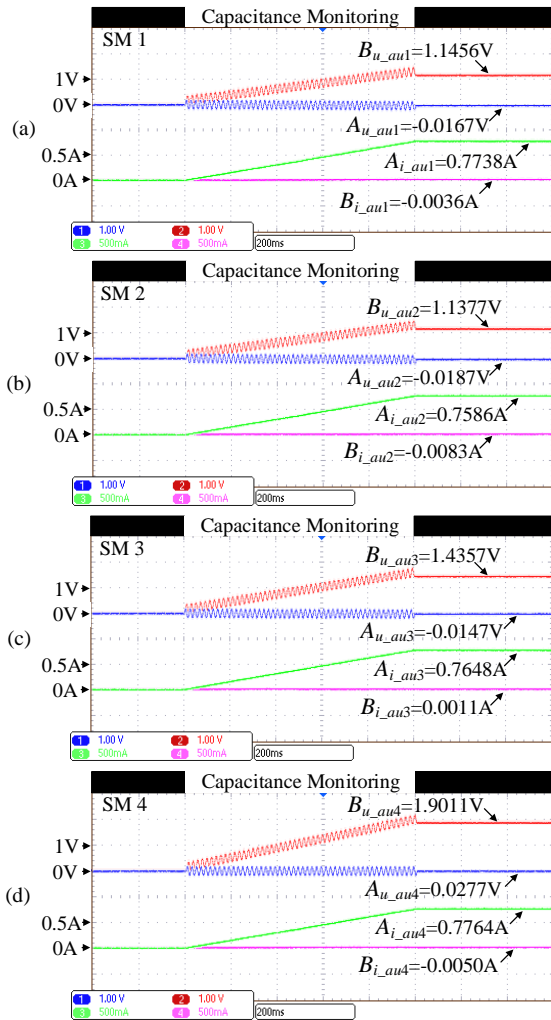 Capacitance Monitoring
SM 1
B_{u_au1}=1.1456V
1V
0V
(a)
A_{u_au1}=-0.0167V
0.5A
A_{i_au1}=0.7738A
0A
B_{i_au1}=-0.0036A
1 1.00 V 2 1.00 V
3 500mA 4 500mA 200ms
Capacitance Monitoring
SM 2
B_{u_au2}=1.1377V
1V
0V
(b)
A_{u_au2}=-0.0187V
0.5A
A_{i_au2}=0.7586A
0A
B_{i_au2}=-0.0083A
1 1.00 V 2 1.00 V
3 500mA 4 500mA 200ms
Capacitance Monitoring
SM 3
B_{u_au3}=1.4357V
1V
0V
(c)
A_{u_au3}=-0.0147V
0.5A
A_{i_au3}=0.7648A
0A
B_{i_au3}=0.0011A
1 1.00 V 2 1.00 V
3 500mA 4 500mA 200ms
Capacitance Monitoring
SM 4
B_{u_au4}=1.9011V
1V
0V
(d)
A_{u_au4}=0.0277V
0.5A
A_{i_au4}=0.7764A
0A
B_{i_au4}=-0.0050A
1 1.00 V 2 1.00 V
3 500mA 4 500mA 200ms